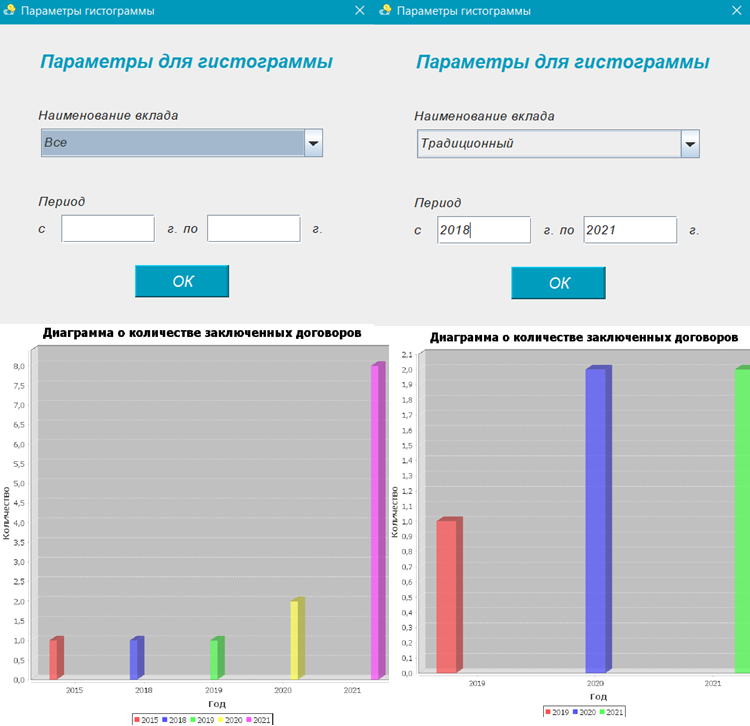 Параметры гистограммы
Параметры для гистограммы
Наименование вклада
Все
Период
с
г. по
г.
ОК
Диаграмма о количестве заключенных договоров
8,0
7,5
7,0
6,5
6,0
5,5
5,0
4,5
4,0
3,5
3,0
2,5
2,0
1,5
1,0
0,5
0,0
Количество
2015 2018 2019 2020 2021
Год
2015 2018 2019 2020 2021
Параметры гистограммы
Параметры для гистограммы
Наименование вклада
Традиционный
Период
с 2018 г. по 2021 г.
ОК
Диаграмма о количестве заключенных договоров
2,1
2,0
1,9
1,8
1,7
1,6
1,5
1,4
1,3
1,2
1,1
1,0
0,9
0,8
0,7
0,6
0,5
0,4
0,3
0,2
0,1
0,0
Количество
2019 2020 2021
Год
2019 2020 2021